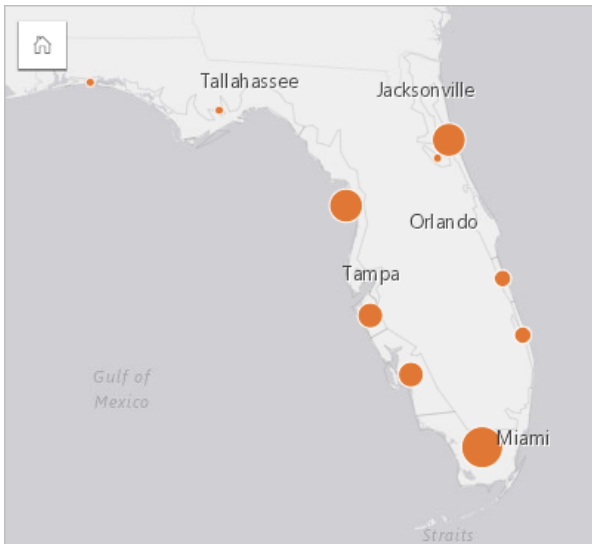 Tallahassee
Jacksonville
Orlando
Tampa
Gulf of
Mexico
Miami
Straits